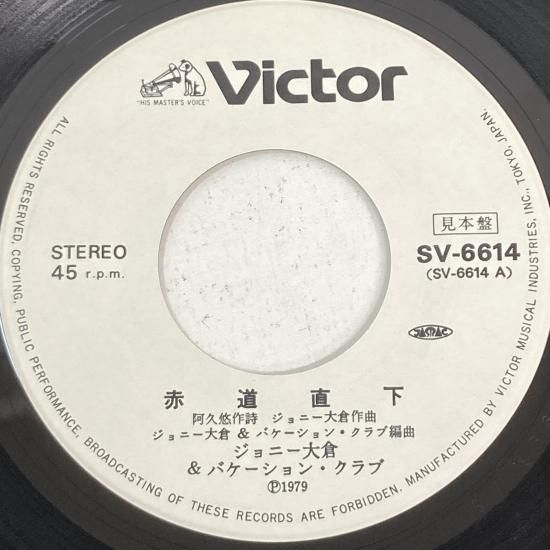 Victor
"HIS MASTER'S VOICE"
見本盤
STEREO
45 r.p.m.
SV-6614
(SV-6614 A)
JASRAC
赤道直下
阿久悠作詩 ジョニー大倉作曲
ジョニー大倉 & バケーション・クラブ編曲
ジョニー大倉
& バケーション・クラブ
Ⓟ1979
ALL RIGHTS RESERVED, COPYING, PUBLIC PERFORMANCE, BROADCASTING OF THESE RECORDS ARE FORBIDDEN. MANUFACTURED BY VICTOR MUSICAL INDUSTRIES, INC., TOKYO, JAPAN.